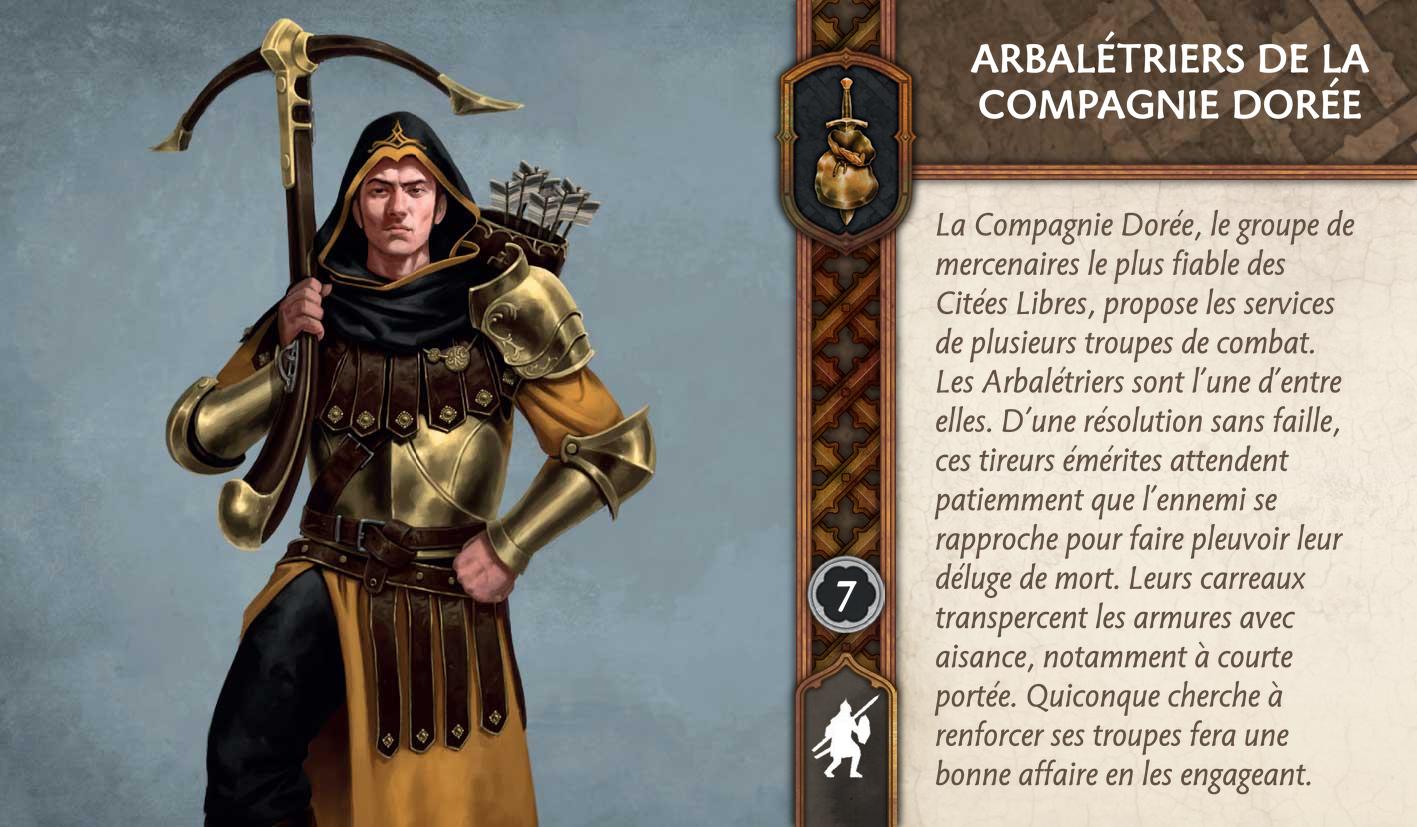 ARBALÉTRIERS DE LA
COMPAGNIE DORÉE
La Compagnie Dorée, le groupe de
mercenaires le plus fiable des
Citées Libres, propose les services
de plusieurs troupes de combat.
Les Arbalétriers sont l'une d'entre
elles. D'une résolution sans faille,
ces tireurs émérites attendent
patiemment que l'ennemi se
rapproche pour faire pleuvoir leur
déluge de mort. Leurs carreaux
transpercent les armures avec
aisance, notamment à courte
portée. Quiconque cherche à
renforcer ses troupes fera une
bonne affaire en les engageant.
7